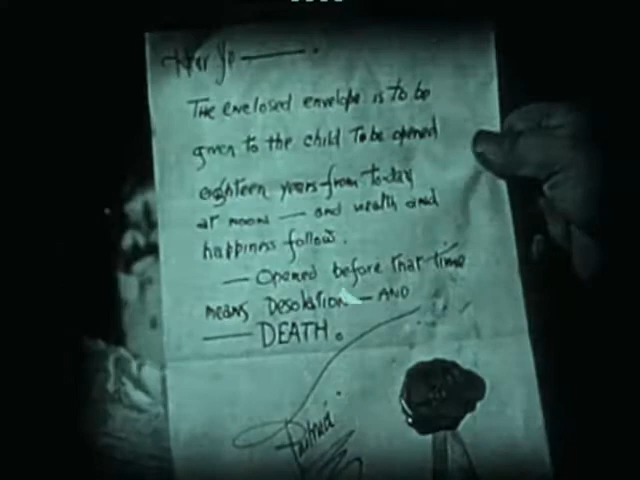 The enclosed envelope is to be
given to the child To be opened
eighteen years from to-day
at noon — and wealth and
happiness follow.
— Opened before that time
means Desolation — AND
— DEATH.